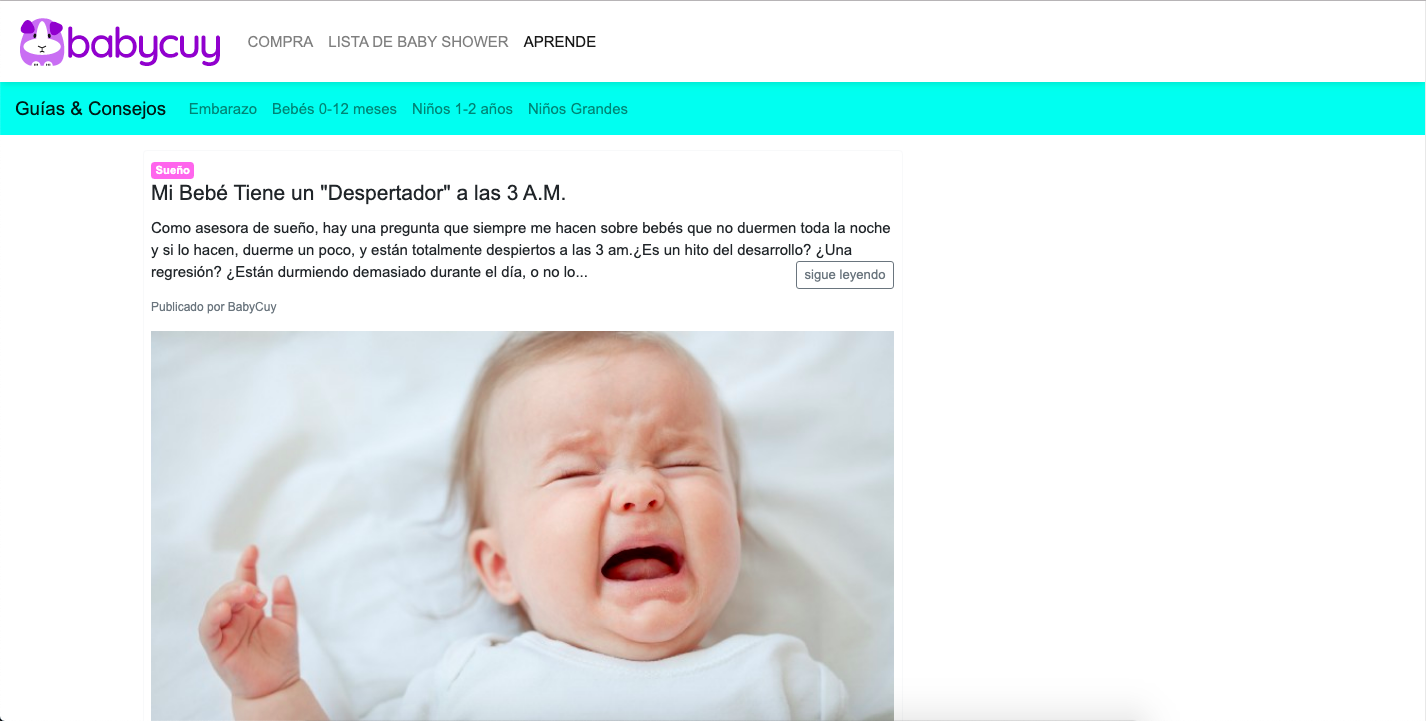 babycuy
COMPRA LISTA DE BABY SHOWER APRENDE
Guías & Consejos Embarazo Bebés 0-12 meses Niños 1-2 años Niños Grandes
Sueño
Mi Bebé Tiene un "Despertador" a las 3 A.M.
Como asesora de sueño, hay una pregunta que siempre me hacen sobre bebés que no duermen toda la noche
y si lo hacen, duerme un poco, y están totalmente despiertos a las 3 am.¿Es un hito del desarrollo? ¿Una
regresión? ¿Están durmiendo demasiado durante el día, o no lo...
sigue leyendo
Publicado por BabyCuy